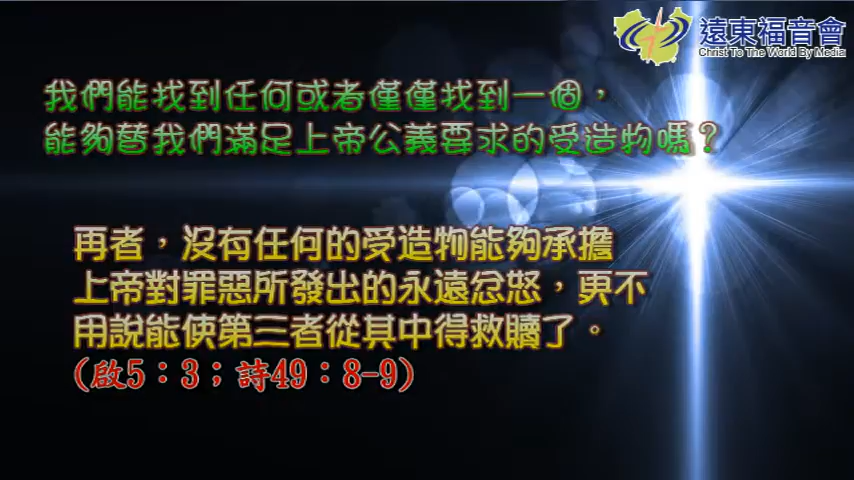 遠東福音會
Christ To The World By Media
我們能找到任何或者僅僅找到一個，
能夠替我們滿足上帝公義要求的受造物嗎？
再者，沒有任何的受造物能夠承擔
上帝對罪惡所發出的永遠忿怒，更不
用說能使第三者從其中得救贖了。
(啟5：3；詩49：8-9)